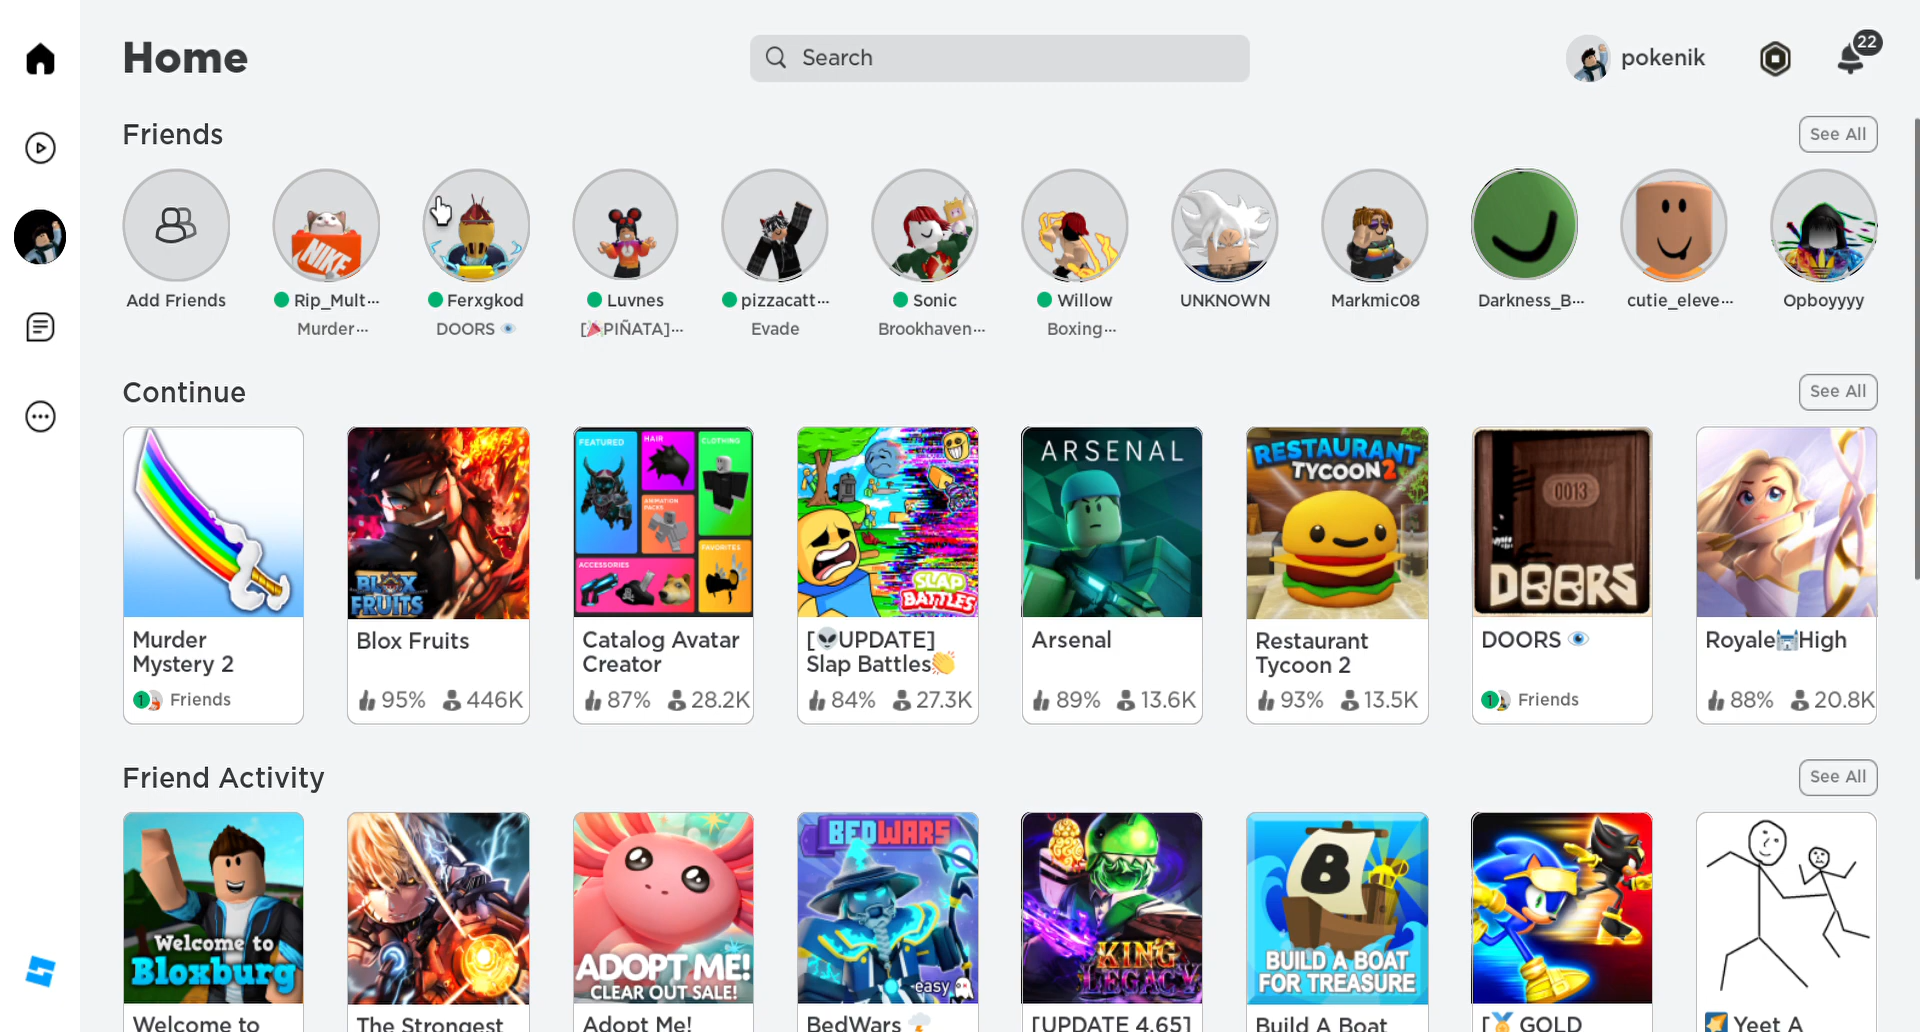 Home
Search
pokenik
22
Friends
See All
Add Friends
Rip_Mult...
Ferxgkod
Luvnes
pizzacatt...
Sonic
Willow
UNKNOWN
Markmic08
Darkness_B...
cutie_eleve...
Opboyyyy
Murder...
DOORS 👁
[🎉PIÑATA]...
Evade
Brookhaven...
Boxing...
NIKE
Continue
See All
BLOX
FRUITS
FEATURED
HAIR
CLOTHING
ANIMATION
PACKS
FAVORITES
ACCESSORIES
SLAP
BATTLES
ARSENAL
RESTAURANT
TYCOON 2
0013
DOORS
Murder
Mystery 2
1 Friends
Blox Fruits
95% 446K
Catalog Avatar
Creator
87% 28.2K
[👽UPDATE]
Slap Battles👏
84% 27.3K
Arsenal
89% 13.6K
Restaurant
Tycoon 2
93% 13.5K
DOORS 👁
1 Friends
Royale🏰High
88% 20.8K
Friend Activity
See All
Welcome to
Bloxburg
ADOPT ME!
CLEAR OUT SALE!
BEDWARS
easy
KING
LEGACY
B
BUILD A BOAT
FOR TREASURE
Welcome to
The Strongest
Adopt Me!
BedWars 🌩
[UPDATE 4.65]
Build A Boat
[🏅 GOLD
Yeet A